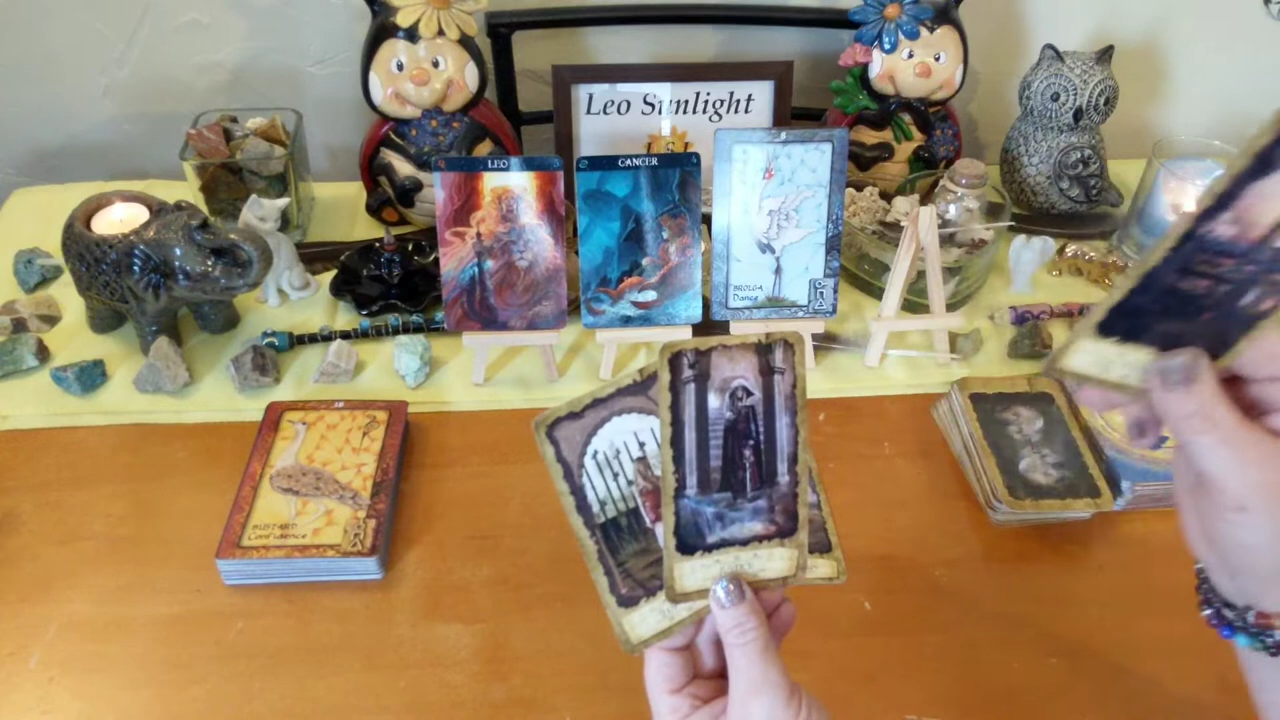 Leo Sunlight
LEO
CANCER
BROLGA
Dance
BUSTARD
Confidence